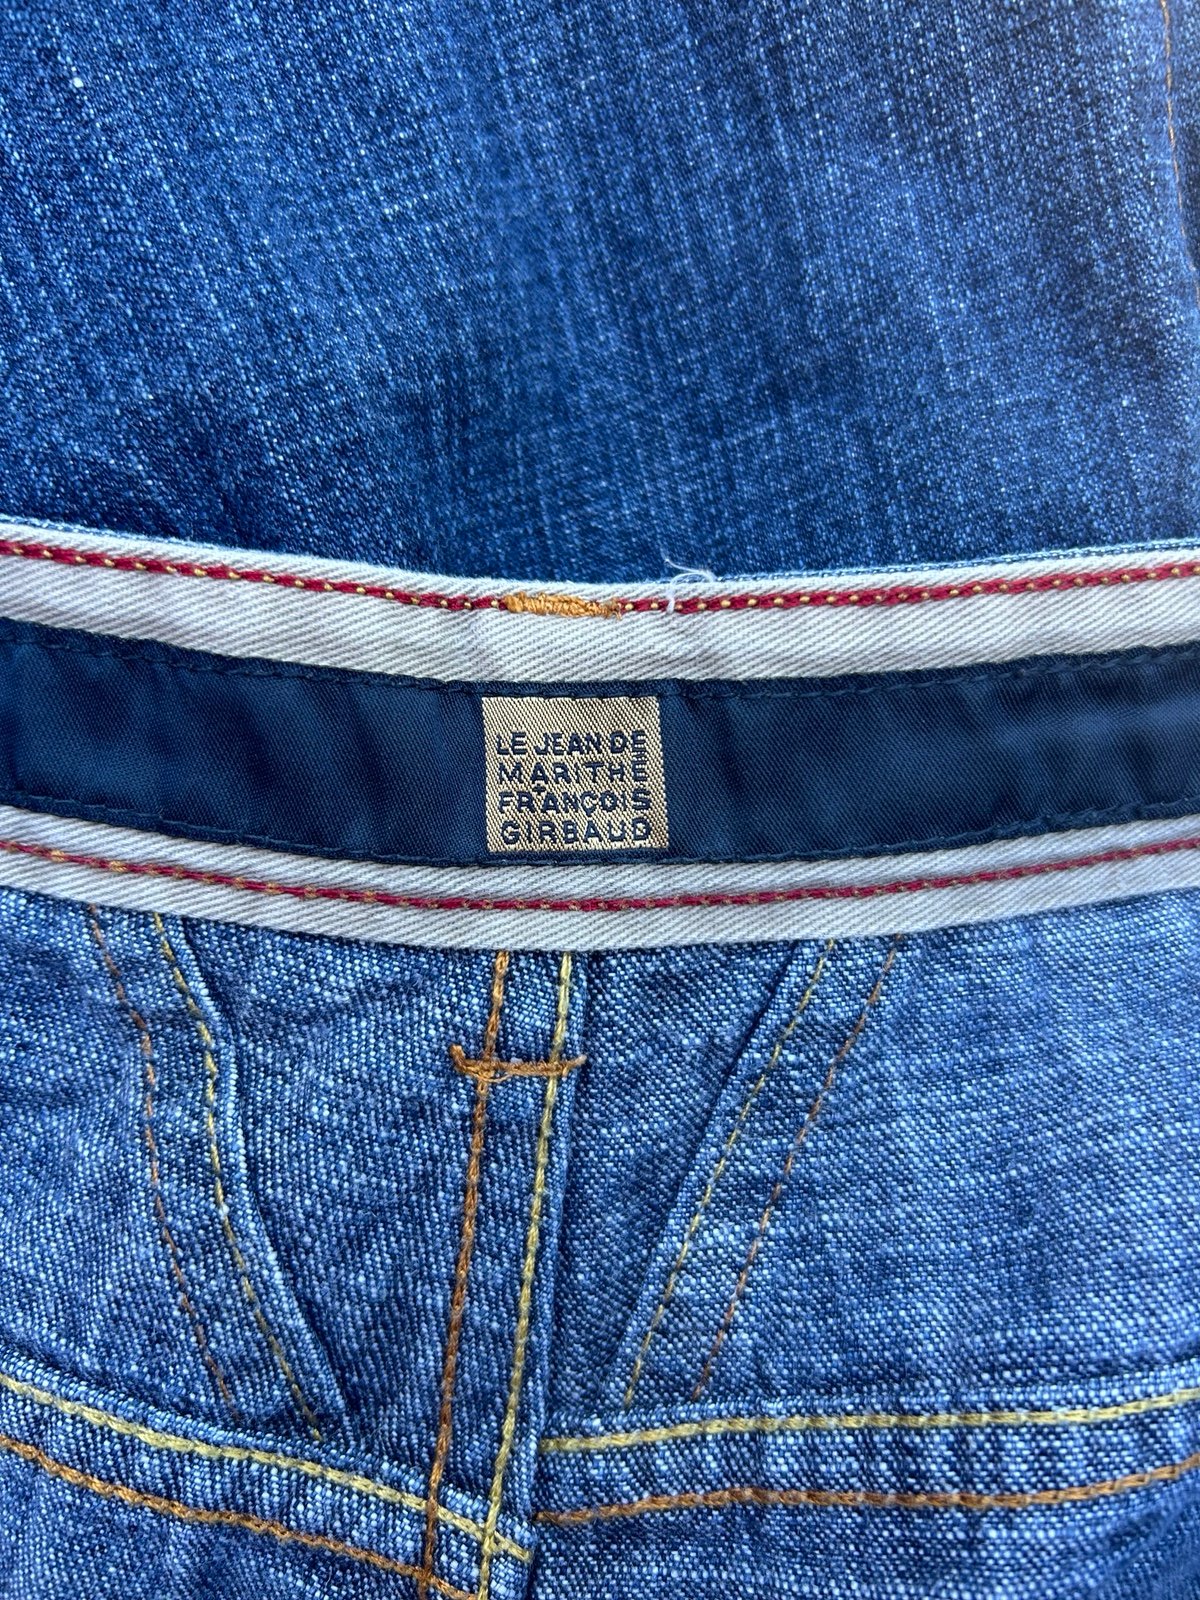 LE JEAN DE
MARITHÉ
+
FRANÇOIS
GIRBAUD